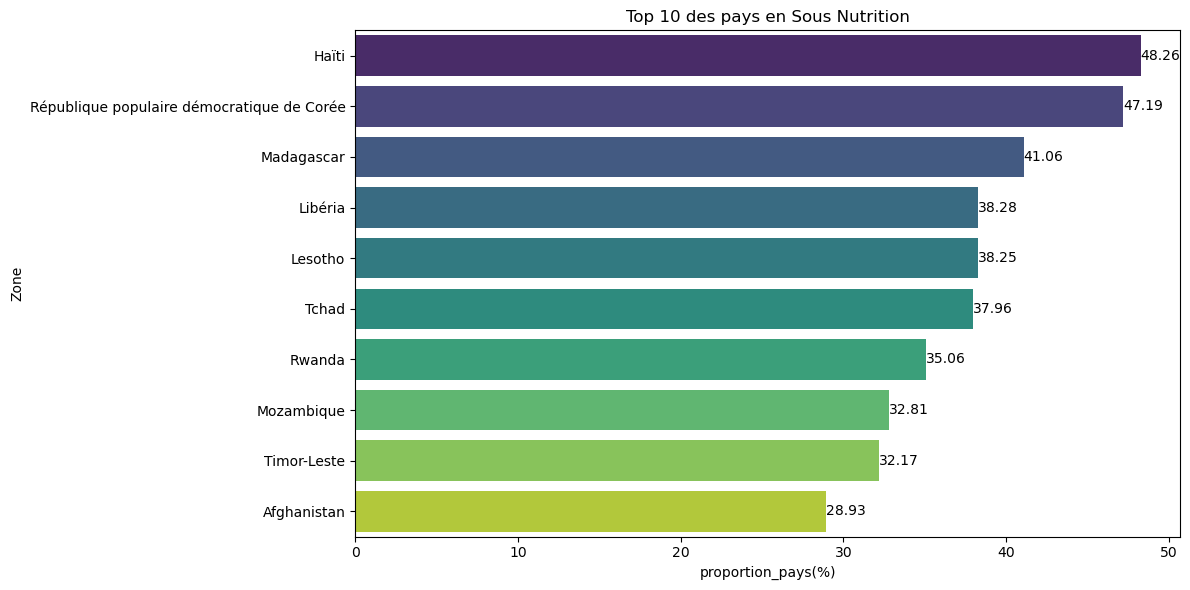 Top 10 des pays en Sous Nutrition
Zone
Haïti 48.26
République populaire démocratique de Corée 47.19
Madagascar 41.06
Libéria 38.28
Lesotho 38.25
Tchad 37.96
Rwanda 35.06
Mozambique 32.81
Timor-Leste 32.17
Afghanistan 28.93
0 10 20 30 40 50
proportion_pays(%)